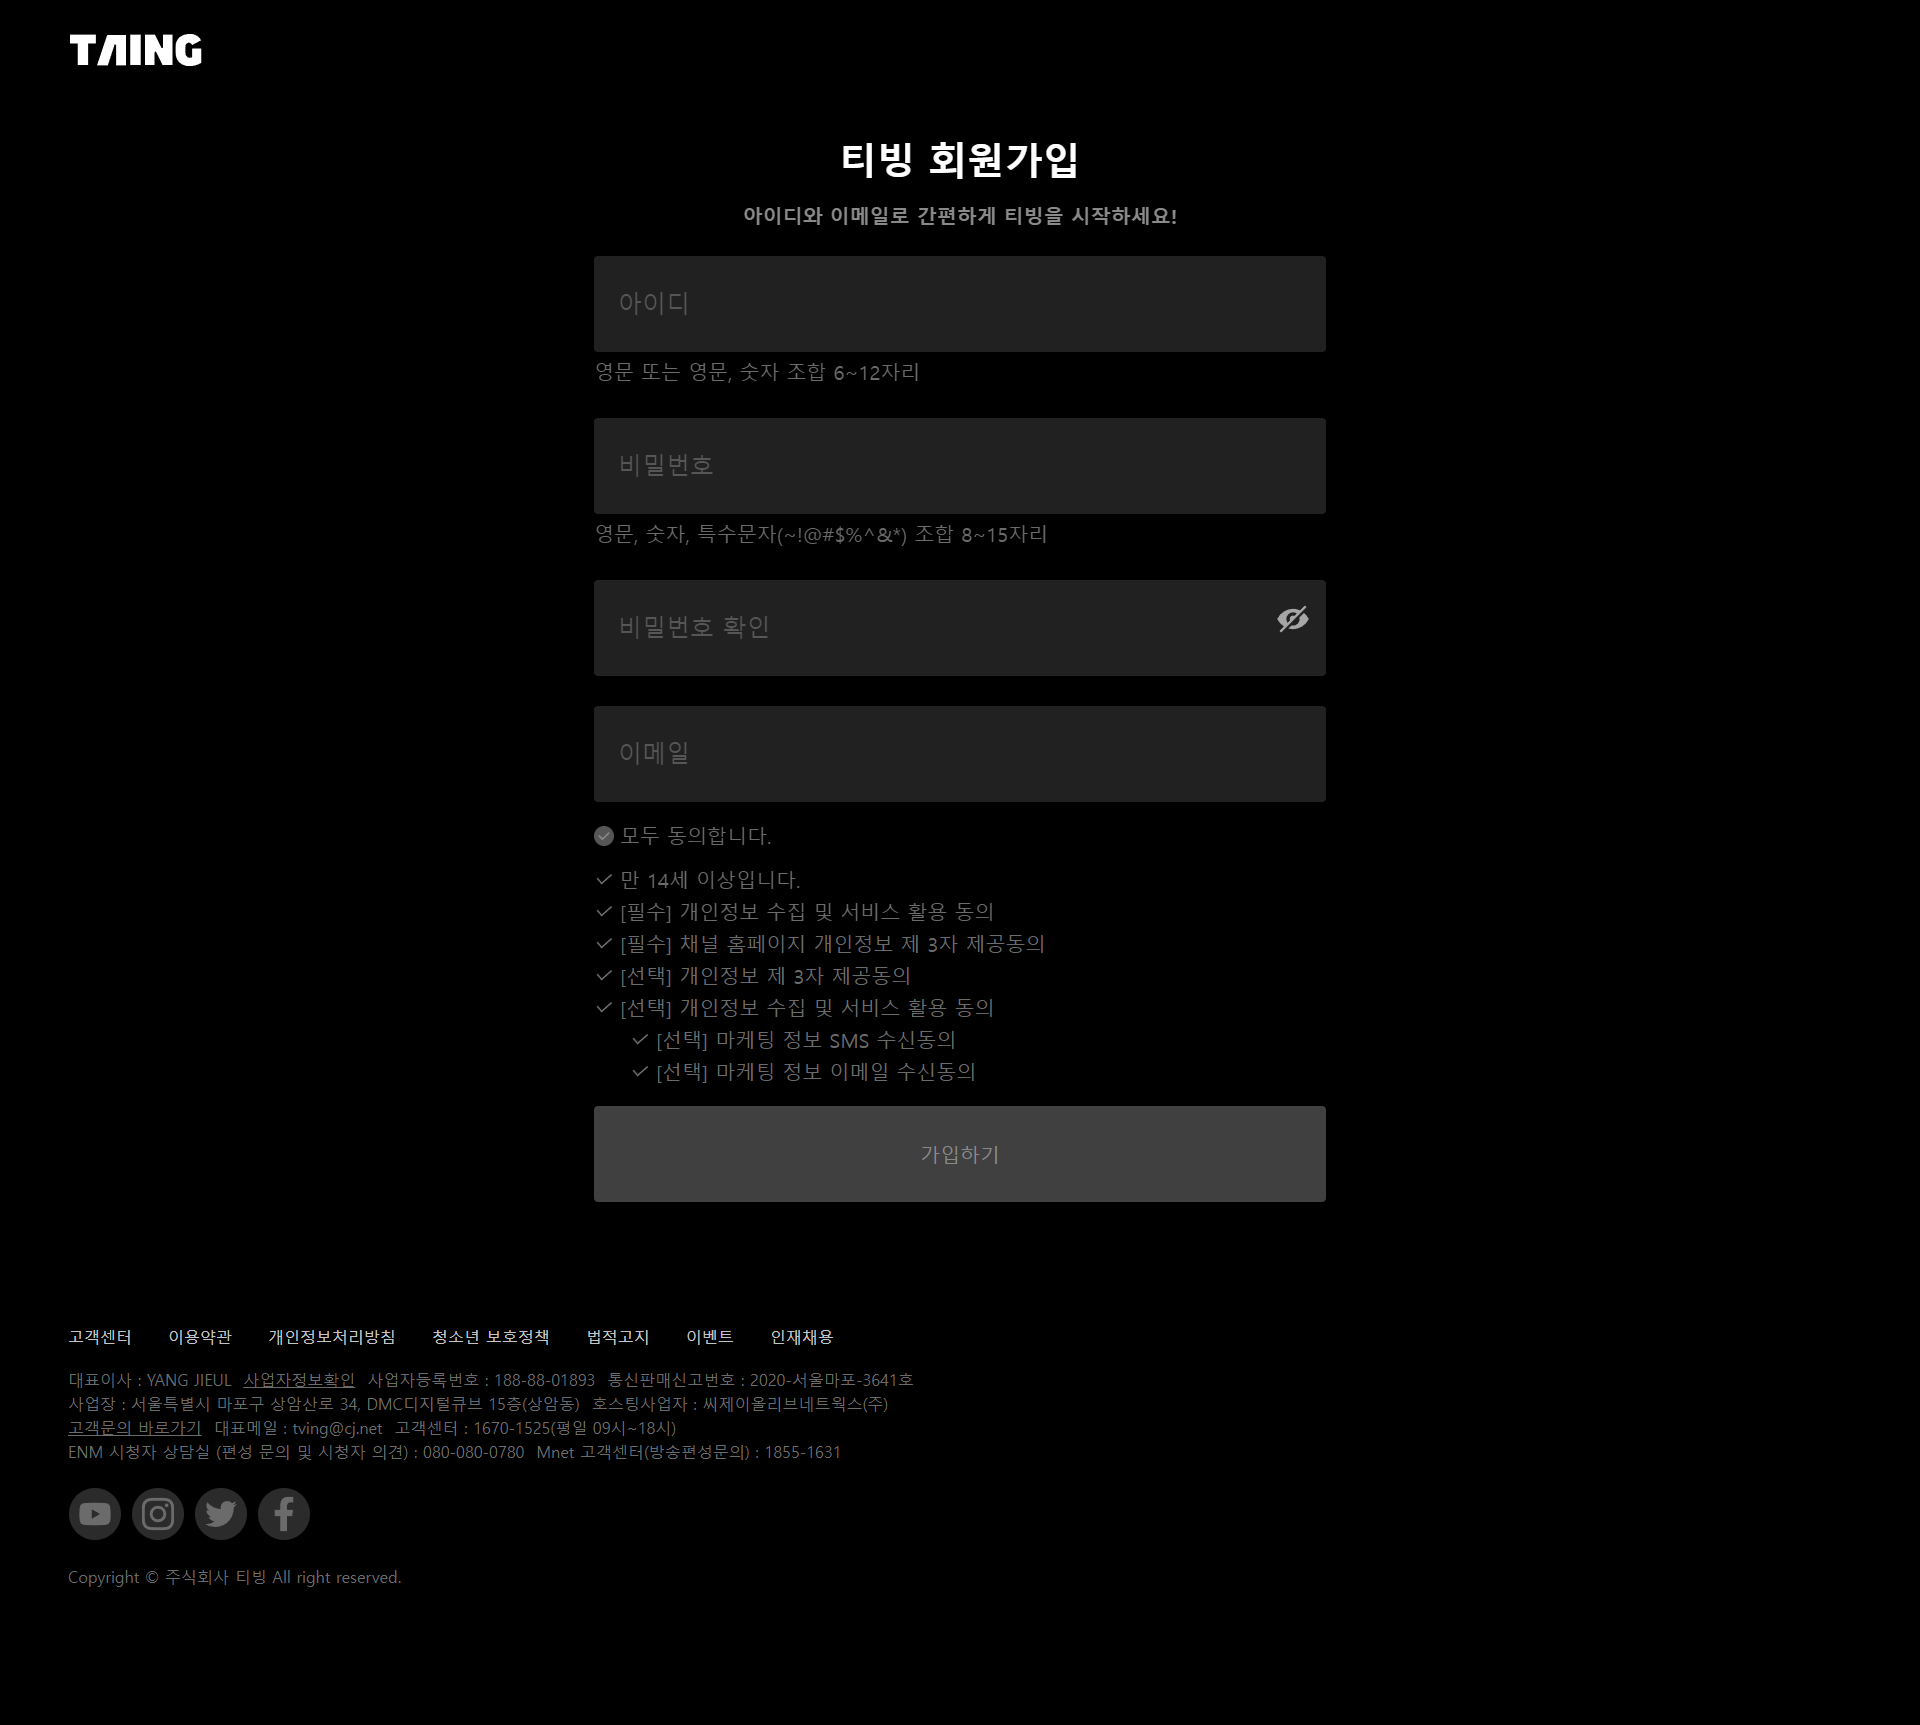 TAING
티빙 회원가입
아이디와 이메일로 간편하게 티빙을 시작하세요!
아이디
영문 또는 영문, 숫자 조합 6~12자리
비밀번호
영문, 숫자, 특수문자(~!@#$%^&*) 조합 8~15자리
비밀번호 확인
이메일
모두 동의합니다.
만 14세 이상입니다.
[필수] 개인정보 수집 및 서비스 활용 동의
[필수] 채널 홈페이지 개인정보 제 3자 제공동의
[선택] 개인정보 제 3자 제공동의
[선택] 개인정보 수집 및 서비스 활용 동의
[선택] 마케팅 정보 SMS 수신동의
[선택] 마케팅 정보 이메일 수신동의
가입하기
고객센터 이용약관 개인정보처리방침 청소년 보호정책 법적고지 이벤트 인재채용
대표이사 : YANG JIEUL 사업자정보확인 사업자등록번호 : 188-88-01893 통신판매신고번호 : 2020-서울마포-3641호
사업장 : 서울특별시 마포구 상암산로 34, DMC디지털큐브 15층(상암동) 호스팅사업자 : 씨제이올리브네트웍스(주)
고객문의 바로가기 대표메일 : tving@cj.net 고객센터 : 1670-1525(평일 09시~18시)
ENM 시청자 상담실 (편성 문의 및 시청자 의견) : 080-080-0780 Mnet 고객센터(방송편성문의) : 1855-1631
Copyright © 주식회사 티빙 All right reserved.